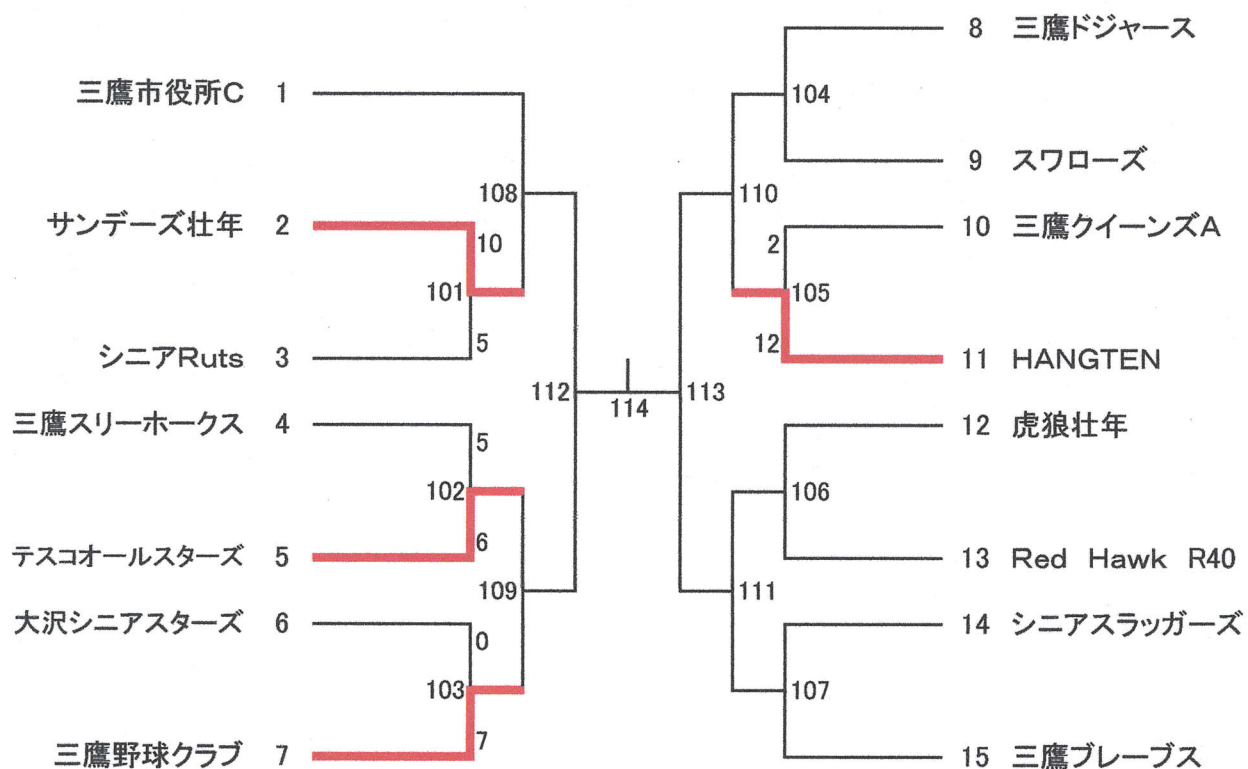 三鷹市役所C 1
サンデーズ壮年 2
シニアRuts 3
三鷹スリーホークス 4
テスコオールスターズ 5
大沢シニアスターズ 6
三鷹野球クラブ 7
108
10
101
5
5
102
6
109
0
103
7
112
114
113
110
104
2
105
12
106
111
107
8 三鷹ドジャース
9 スワローズ
10 三鷹クイーンズA
11 HANGTEN
12 虎狼壮年
13 Red Hawk R40
14 シニアスラッガーズ
15 三鷹ブレーブス